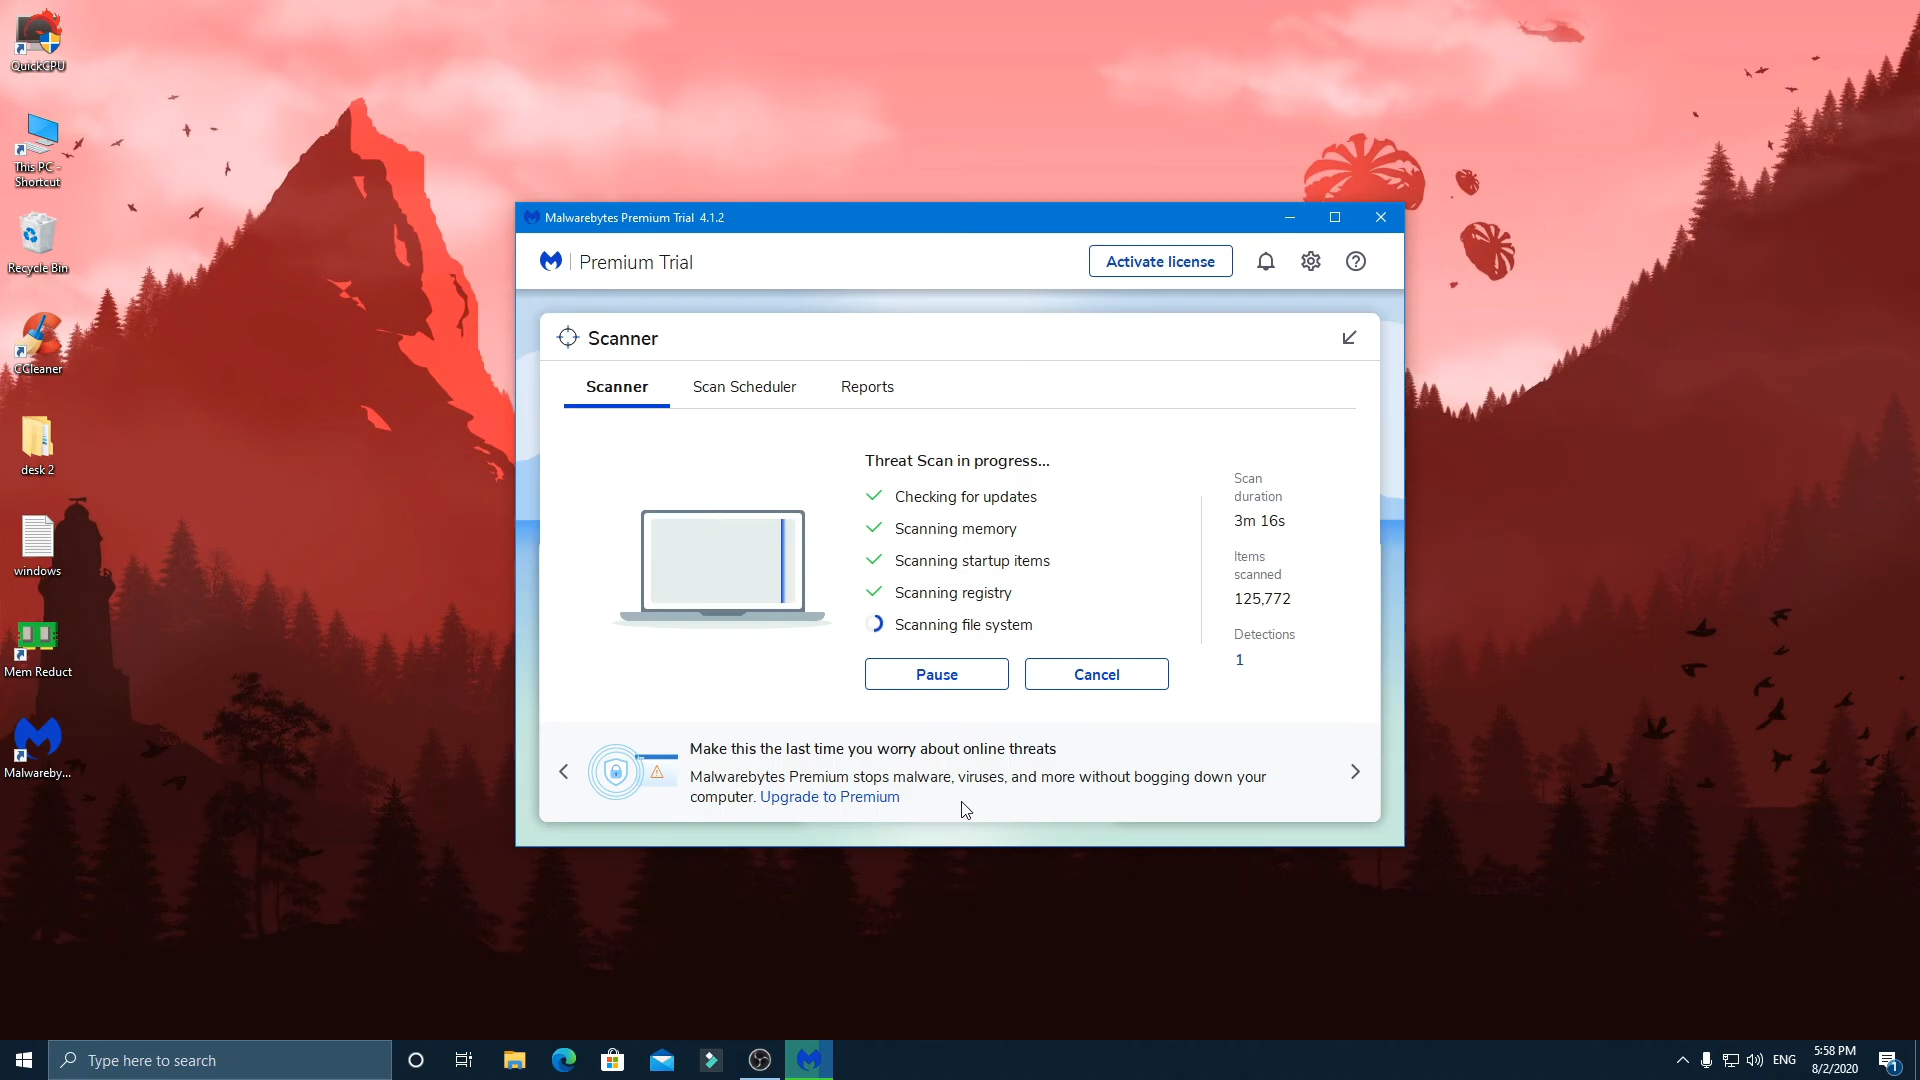 QuickCPU
This PC -
Shortcut
Recycle Bin
CCleaner
desk 2
windows
Mem Reduct
Malwareby...
Malwarebytes Premium Trial 4.1.2
Premium Trial
Activate license
Scanner
Scanner
Scan Scheduler
Reports
Threat Scan in progress...
Checking for updates
Scanning memory
Scanning startup items
Scanning registry
Scanning file system
Pause
Cancel
Scan
duration
3m 16s
Items
scanned
125,772
Detections
1
Make this the last time you worry about online threats
Malwarebytes Premium stops malware, viruses, and more without bogging down your
computer. Upgrade to Premium
Type here to search
ENG
5:58 PM
8/2/2020
1